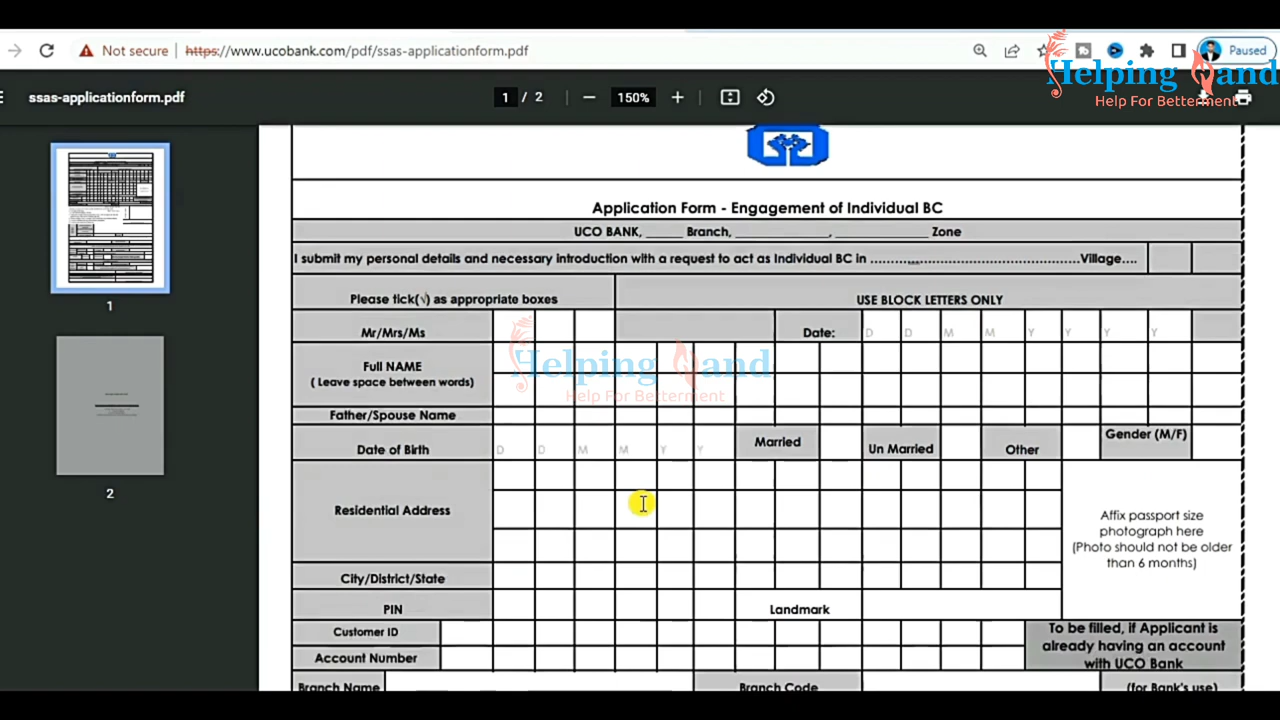 Not secure
https://www.ucobank.com/pdf/ssas-applicationform.pdf
Paused
Helping Hand
Help For Betterment
ssas-applicationform.pdf
1 / 2
150%
1
2
Application Form - Engagement of Individual BC
UCO BANK, ______ Branch, ______________, ______________ Zone
I submit my personal details and necessary introduction with a request to act as Individual BC in ......................................................Village....
Please tick(√) as appropriate boxes
USE BLOCK LETTERS ONLY
Mr/Mrs/Ms
Date:
D D M M Y Y Y Y
Full NAME
( Leave space between words)
Helping Hand
Help For Betterment
Father/Spouse Name
Date of Birth
D D M M Y Y
Married
Un Married
Other
Gender (M/F)
Residential Address
Affix passport size
photograph here
(Photo should not be older
than 6 months)
City/District/State
PIN
Landmark
Customer ID
Account Number
To be filled, if Applicant is
already having an account
with UCO Bank
Branch Name
Branch Code
(for Bank's use)